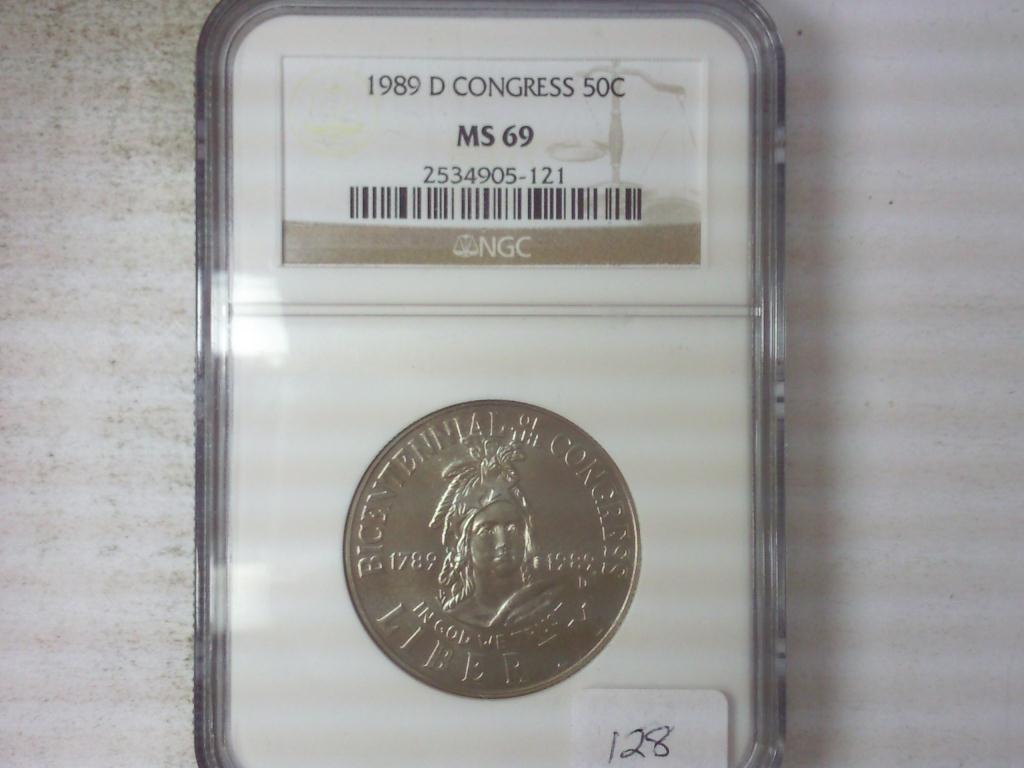 1989 D CONGRESS 50C
MS 69
2534905-121
NGC
BICENTENNIAL OF THE CONGRESS
1789 1989
D
IN GOD WE TRUST
LIBER
128